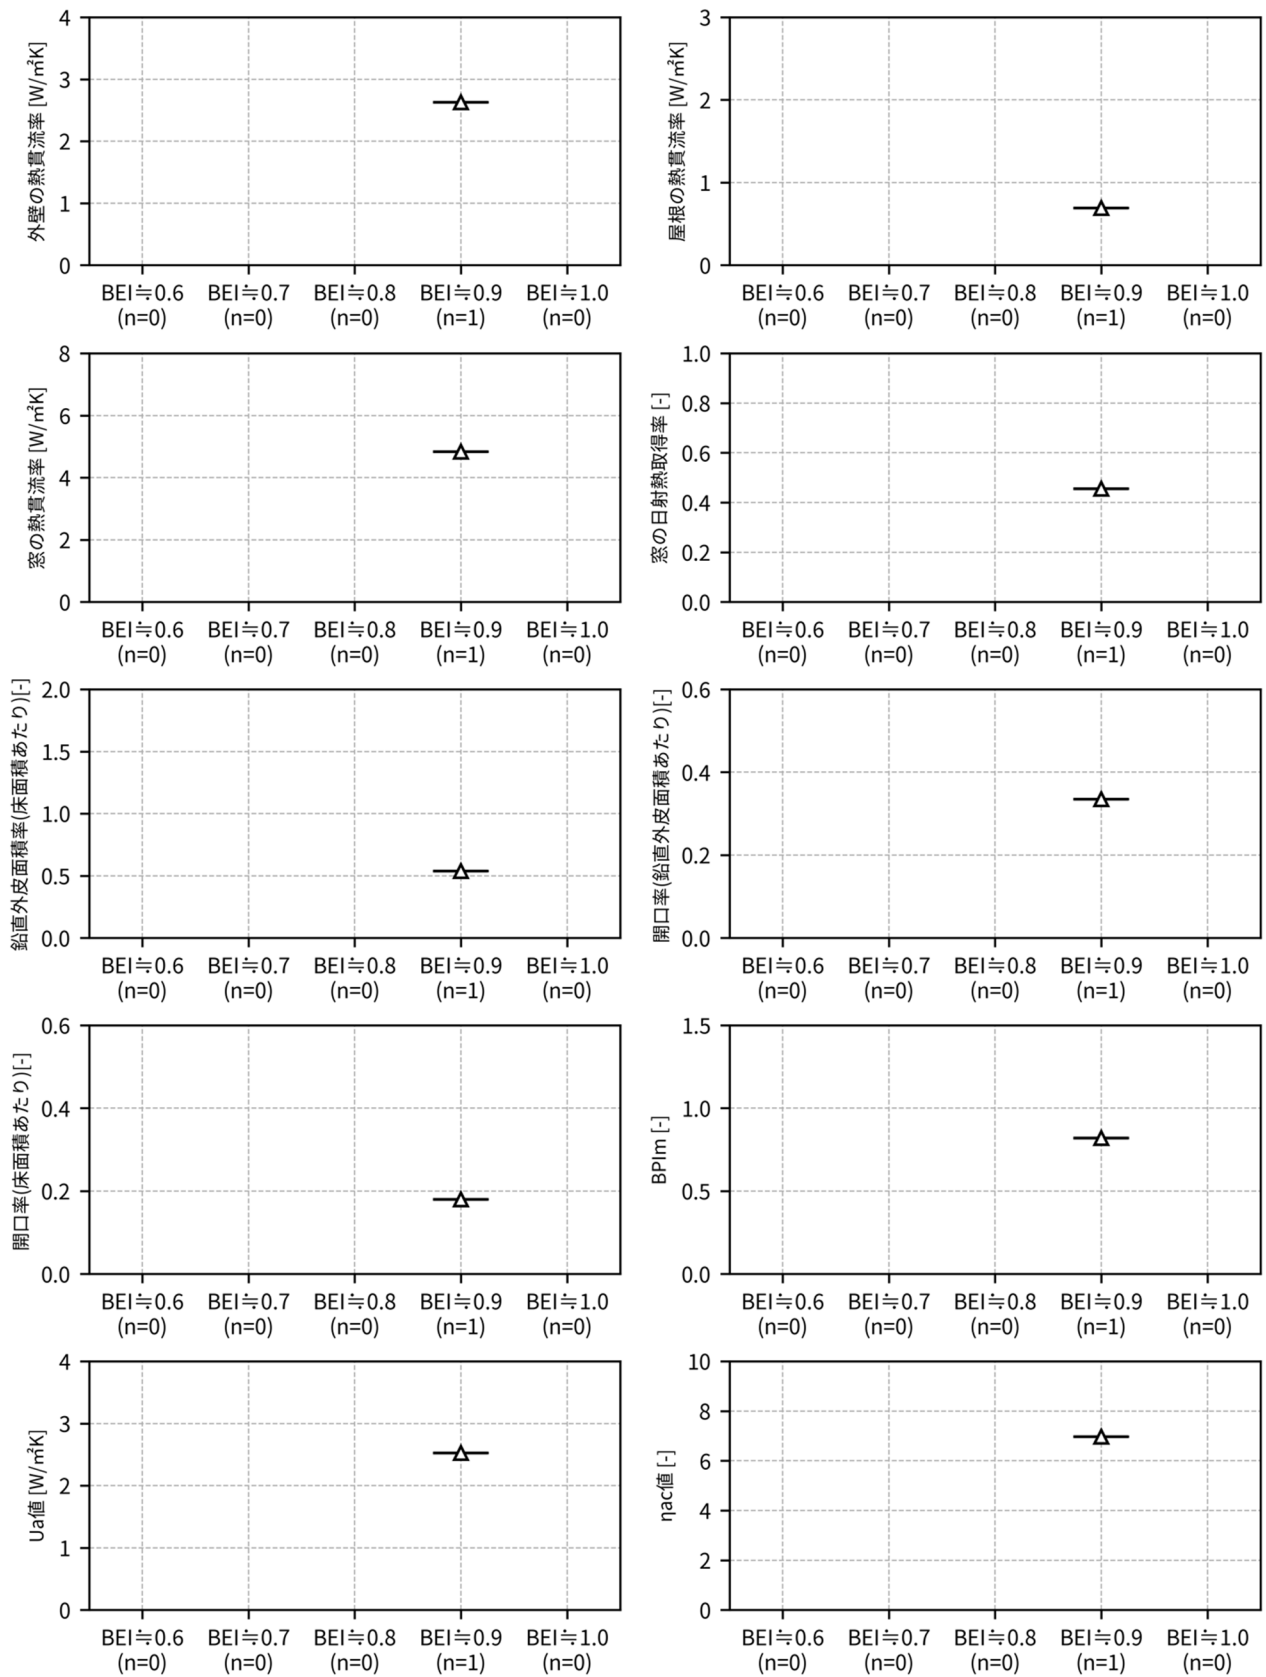 外壁の熱貫流率 [W/㎡K]
4
3
2
1
0
BEI≒0.6 BEI≒0.7 BEI≒0.8 BEI≒0.9 BEI≒1.0
(n=0) (n=0) (n=0) (n=1) (n=0)
屋根の熱貫流率 [W/㎡K]
3
2
1
0
BEI≒0.6 BEI≒0.7 BEI≒0.8 BEI≒0.9 BEI≒1.0
(n=0) (n=0) (n=0) (n=1) (n=0)
窓の熱貫流率 [W/㎡K]
8
6
4
2
0
BEI≒0.6 BEI≒0.7 BEI≒0.8 BEI≒0.9 BEI≒1.0
(n=0) (n=0) (n=0) (n=1) (n=0)
窓の日射熱取得率 [-]
1.0
0.8
0.6
0.4
0.2
0.0
BEI≒0.6 BEI≒0.7 BEI≒0.8 BEI≒0.9 BEI≒1.0
(n=0) (n=0) (n=0) (n=1) (n=0)
鉛直外皮面積率(床面積あたり)[-]
2.0
1.5
1.0
0.5
0.0
BEI≒0.6 BEI≒0.7 BEI≒0.8 BEI≒0.9 BEI≒1.0
(n=0) (n=0) (n=0) (n=1) (n=0)
開口率(鉛直外皮面積あたり)[-]
0.6
0.4
0.2
0.0
BEI≒0.6 BEI≒0.7 BEI≒0.8 BEI≒0.9 BEI≒1.0
(n=0) (n=0) (n=0) (n=1) (n=0)
開口率(床面積あたり)[-]
0.6
0.4
0.2
0.0
BEI≒0.6 BEI≒0.7 BEI≒0.8 BEI≒0.9 BEI≒1.0
(n=0) (n=0) (n=0) (n=1) (n=0)
BPIm [-]
1.5
1.0
0.5
0.0
BEI≒0.6 BEI≒0.7 BEI≒0.8 BEI≒0.9 BEI≒1.0
(n=0) (n=0) (n=0) (n=1) (n=0)
Ua値 [W/㎡K]
4
3
2
1
0
BEI≒0.6 BEI≒0.7 BEI≒0.8 BEI≒0.9 BEI≒1.0
(n=0) (n=0) (n=0) (n=1) (n=0)
ηac値 [-]
10
8
6
4
2
0
BEI≒0.6 BEI≒0.7 BEI≒0.8 BEI≒0.9 BEI≒1.0
(n=0) (n=0) (n=0) (n=1) (n=0)